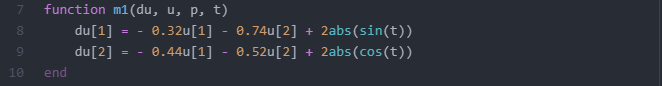 7 function m1(du, u, p, t)
8     du[1] = - 0.32u[1] - 0.74u[2] + 2abs(sin(t))
9     du[2] = - 0.44u[1] - 0.52u[2] + 2abs(cos(t))
10 end